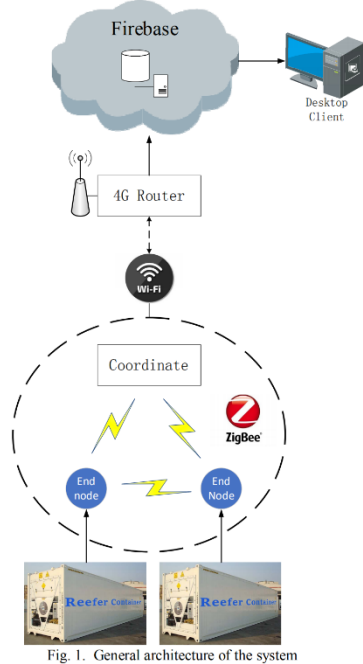 Firebase
Desktop
Client
4G Router
Wi-Fi
Coordinate
ZigBee®
End
node
End
Node
Reefer Container
Reefer Container
Fig. 1. General architecture of the system